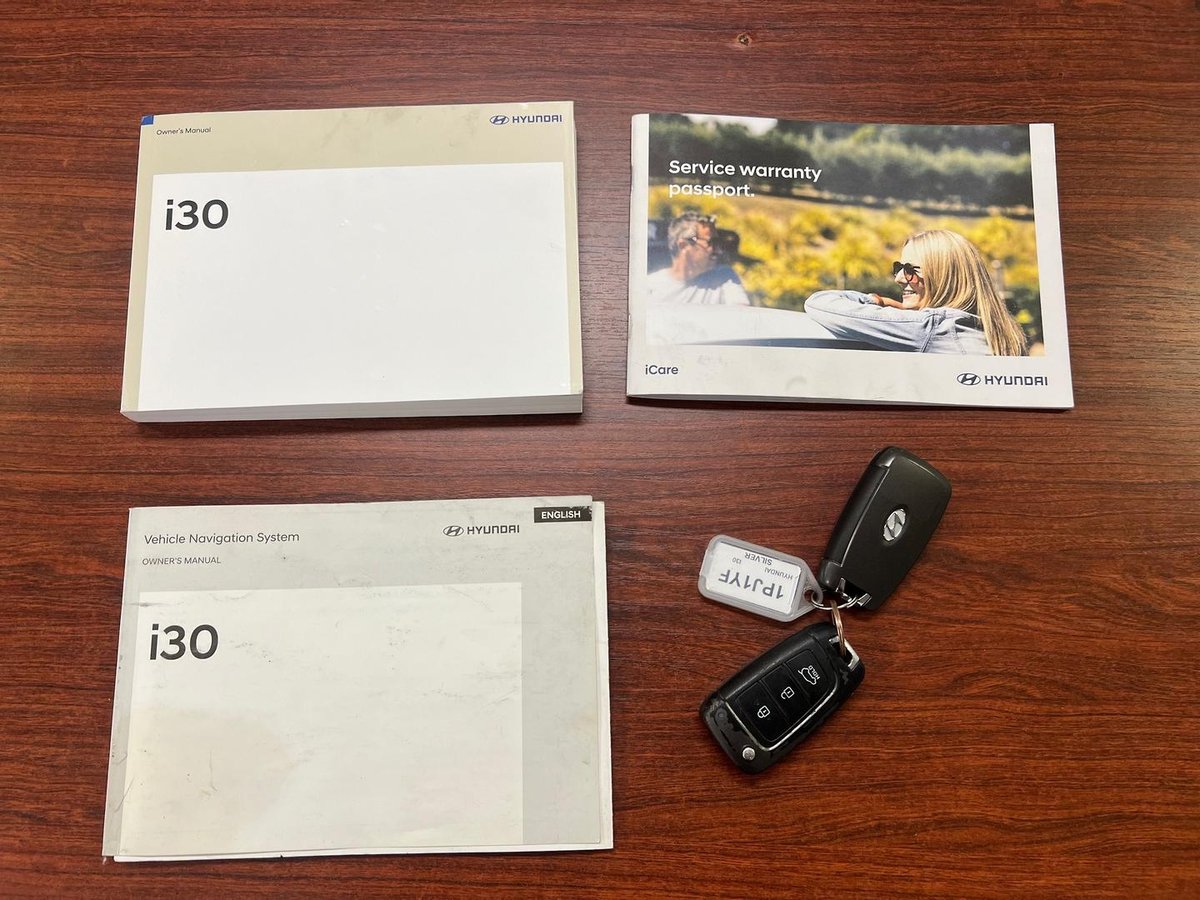 Owner's Manual
HYUNDAI
i30
Service warranty
passport.
iCare
HYUNDAI
Vehicle Navigation System
HYUNDAI
ENGLISH
OWNER'S MANUAL
i30
1PJ1YF
HYUNDAI
I30
SILVER
HOLD